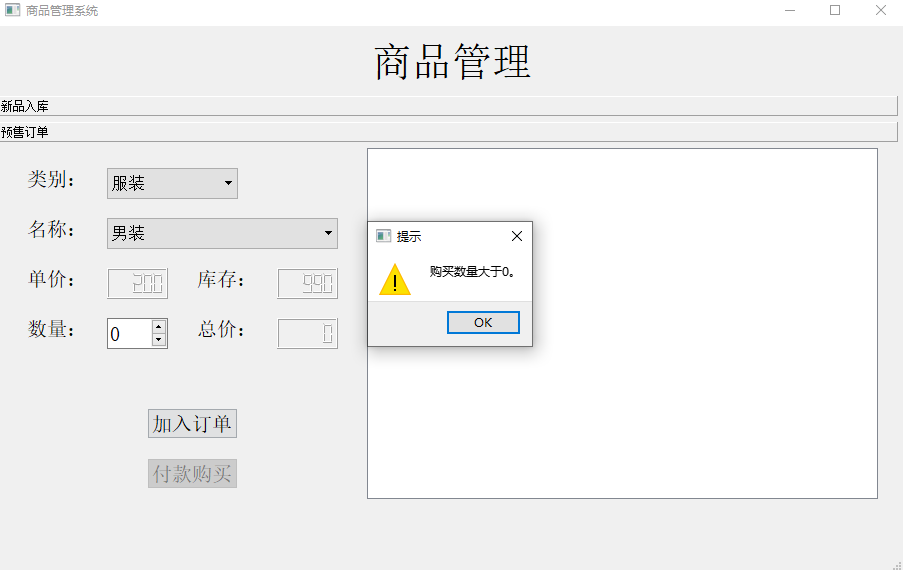 商品管理系统
商品管理
新品入库
预售订单
类别： 服装
名称： 男装
单价： 200 库存： 990
数量： 0 总价： 0
加入订单
付款购买
提示
购买数量大于0。
OK